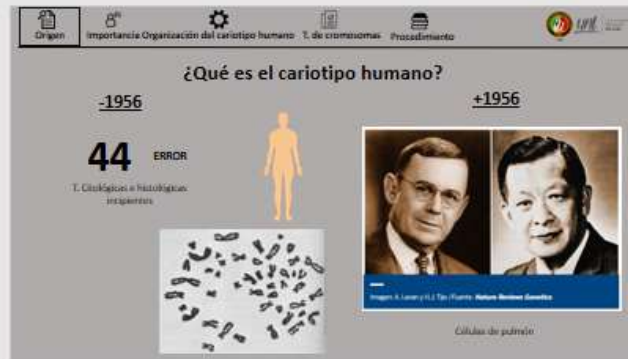 Origen
Importancia
Organización del cariotipo humano
T. de cromosomas
Procedimiento
unl
¿Qué es el cariotipo humano?
-1956
+1956
44
ERROR
T. Citológicas e histológicas
incipientes
Imagen: A. Levan y H.J. Tjio /Fuente: Nature Reviews Genetics
Células de pulmón